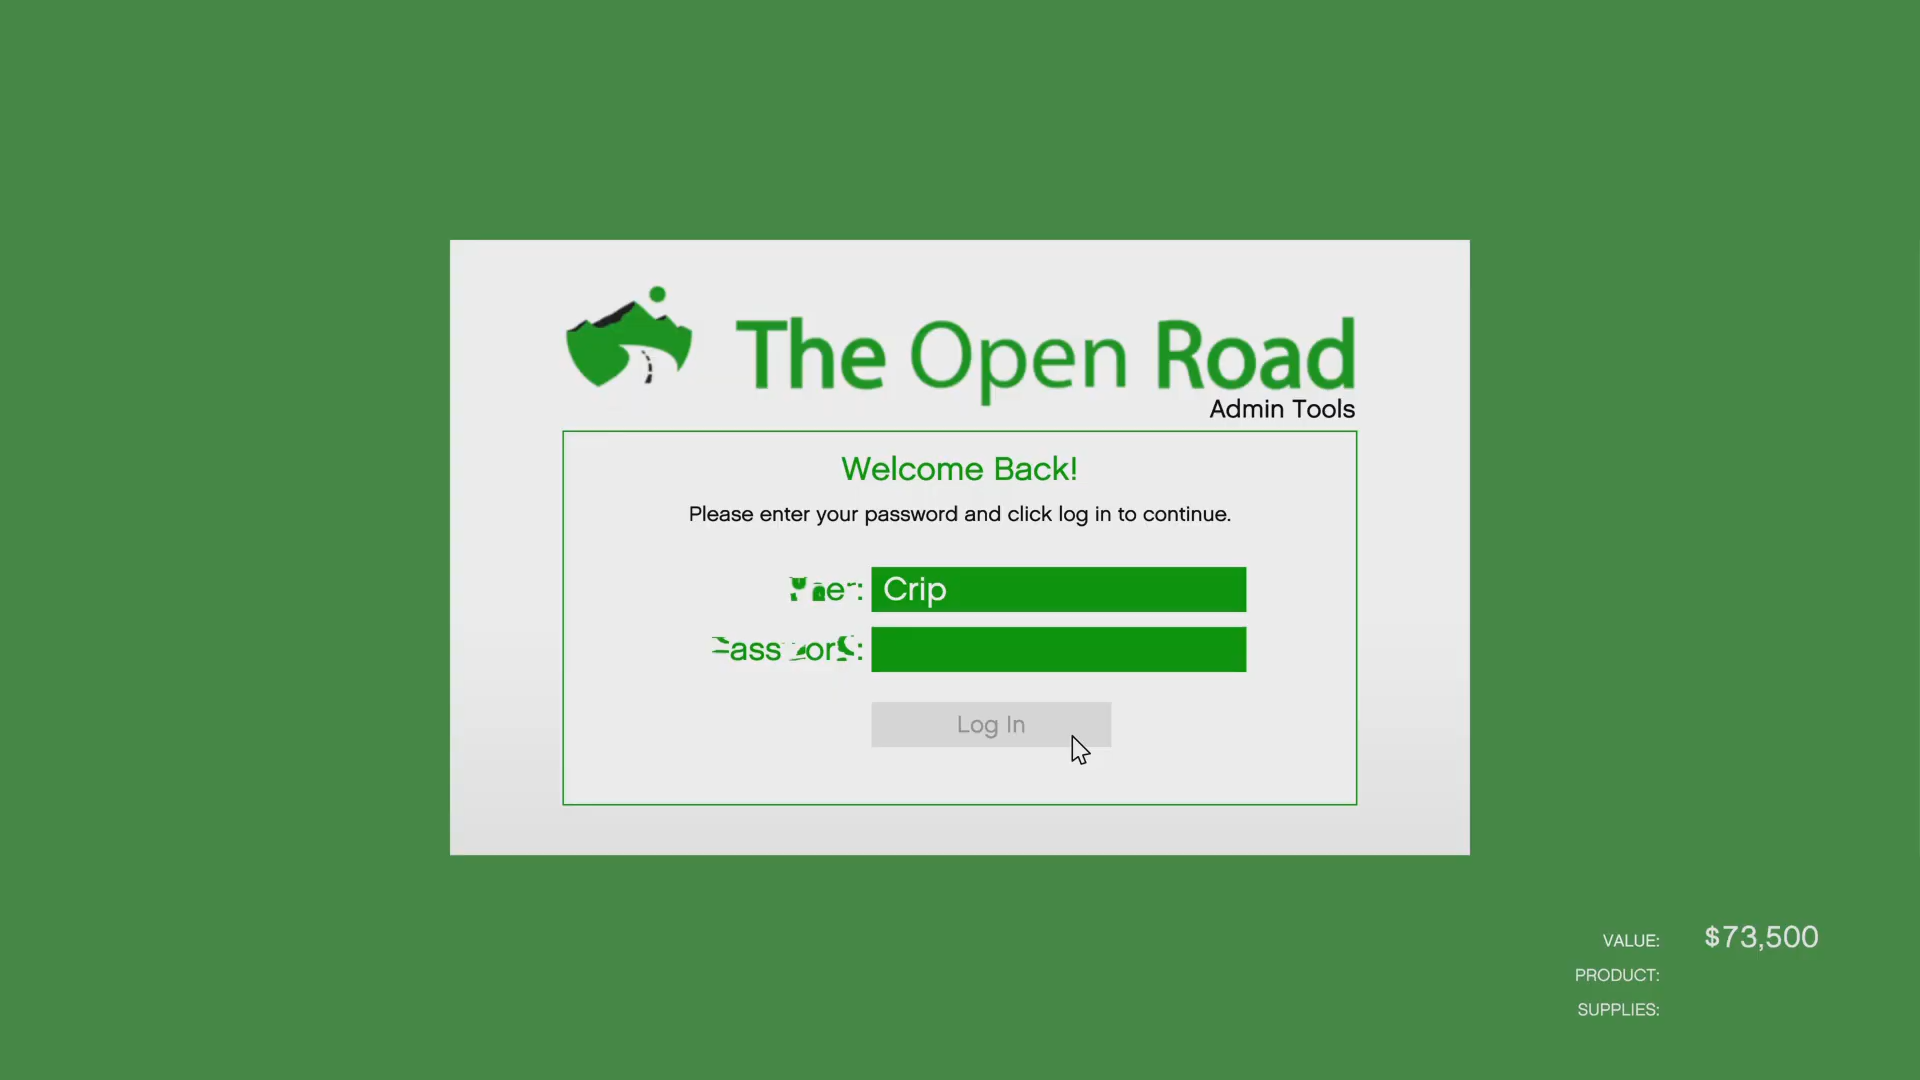 The Open Road
Admin Tools
Welcome Back!
Please enter your password and click log in to continue.
Crip
Log In
VALUE: $73,500
PRODUCT:
SUPPLIES: